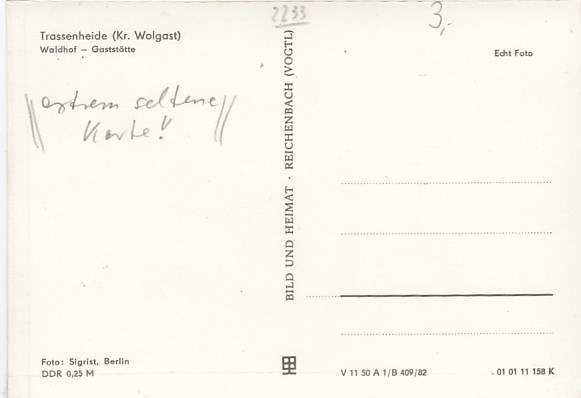 2233
3,-
Trassenheide (Kr. Wolgast)
Waldhof – Gaststätte
Echt Foto
extrem seltene
Karte!
BILD UND HEIMAT · REICHENBACH (VOGTL)
Foto: Sigrist, Berlin
DDR 0,25 M
V 11 50 A 1/B 409/82
01 01 11 158 K